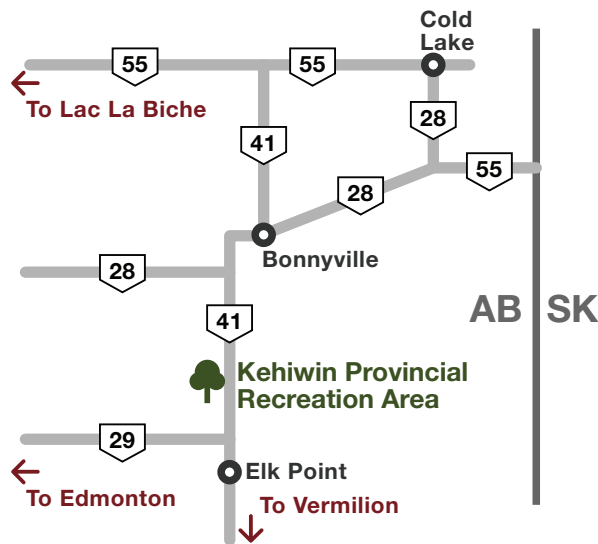 Cold
Lake
55
55
To Lac La Biche
28
41
55
28
Bonnyville
28
AB
SK
41
Kehiwin Provincial
Recreation Area
29
Elk Point
To Edmonton
To Vermilion